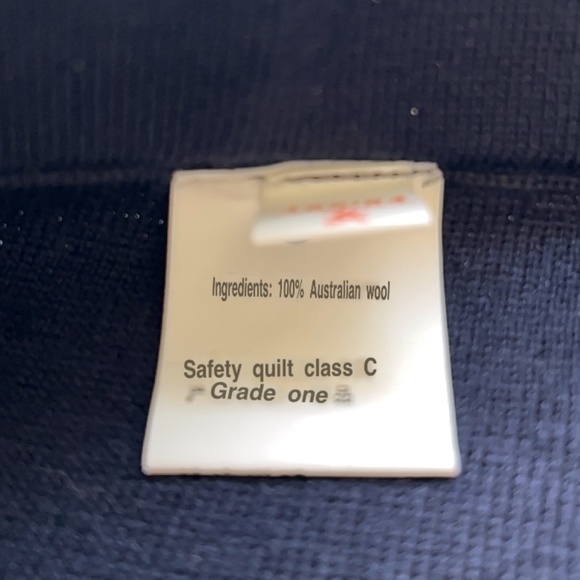 Ingredients: 100% Australian wool
Safety quilt class C
Grade one